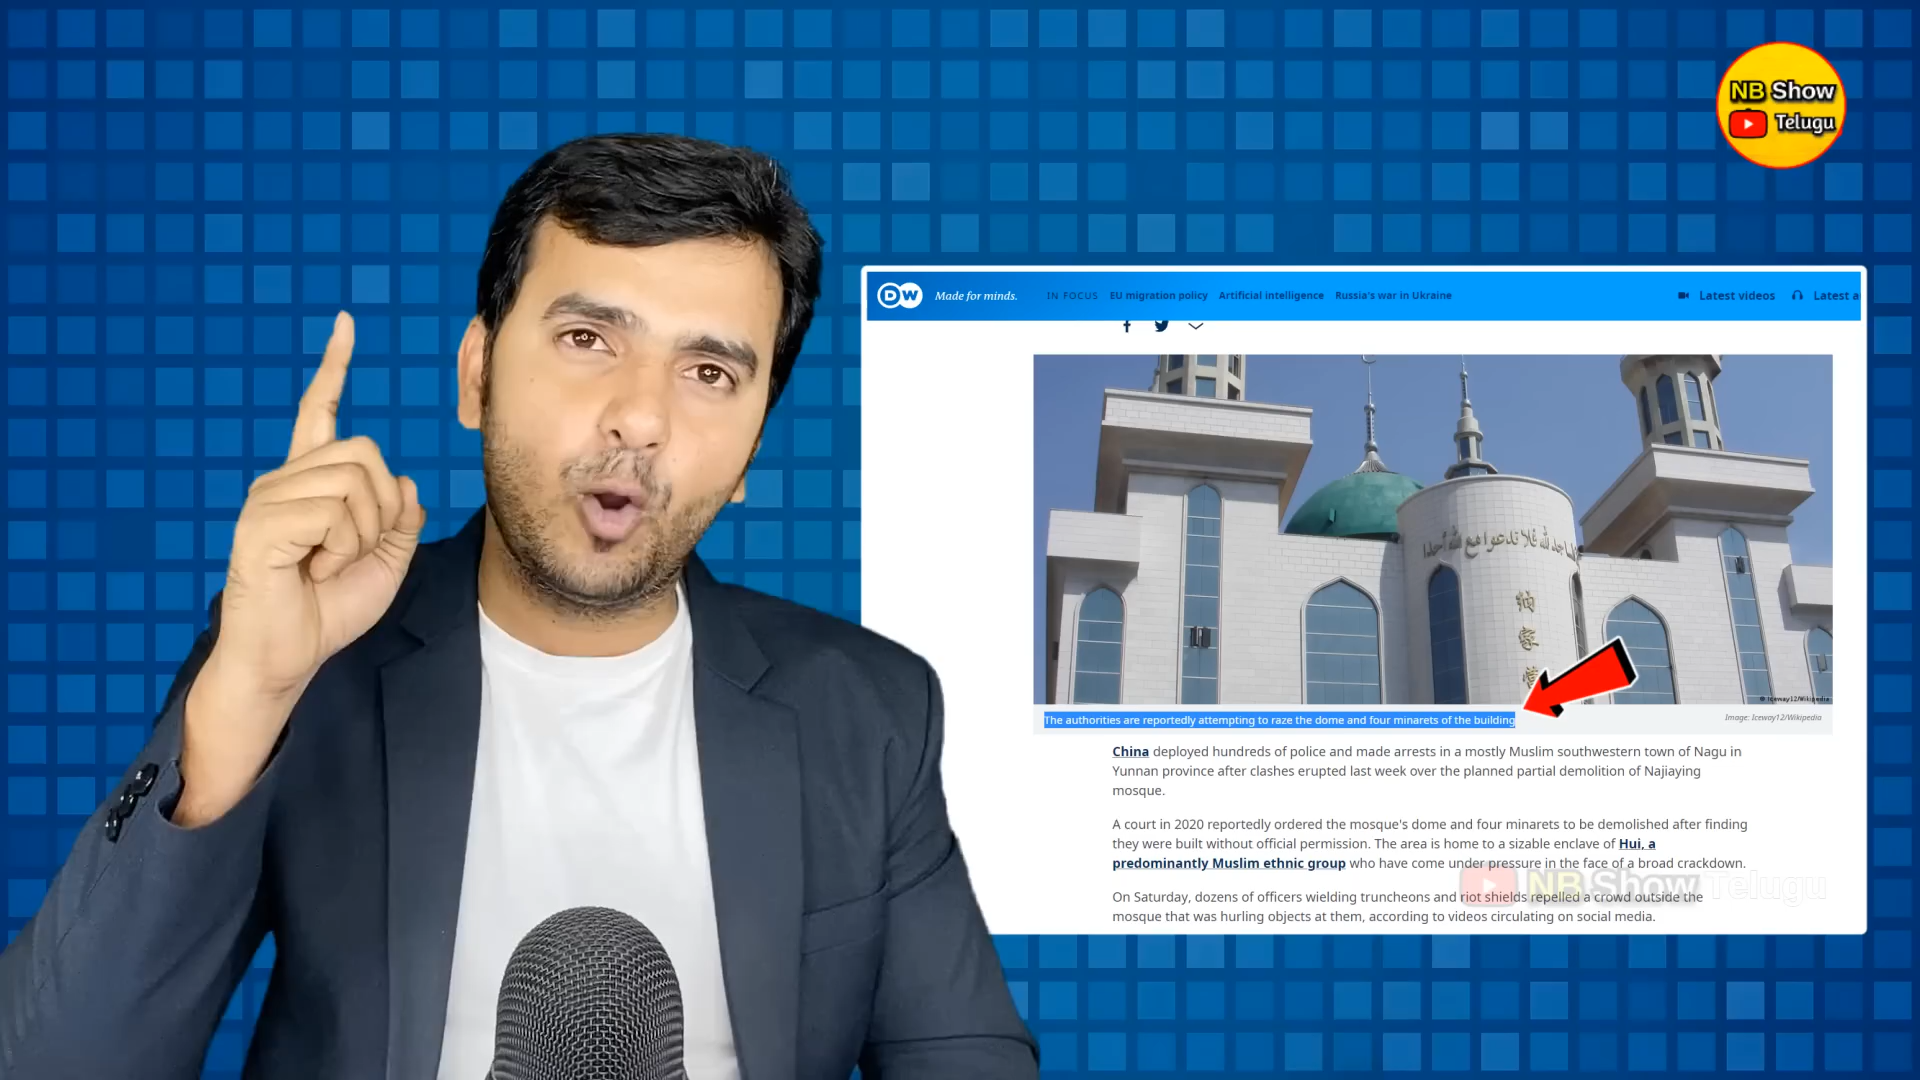 NB Show
Telugu
DW Made for minds. IN FOCUS EU migration policy Artificial intelligence Russia's war in Ukraine Latest videos Latest a
© Iceway12/Wikipedia
The authorities are reportedly attempting to raze the dome and four minarets of the building
Image: Iceway12/Wikipedia
China deployed hundreds of police and made arrests in a mostly Muslim southwestern town of Nagu in
Yunnan province after clashes erupted last week over the planned partial demolition of Najiaying
mosque.
A court in 2020 reportedly ordered the mosque's dome and four minarets to be demolished after finding
they were built without official permission. The area is home to a sizable enclave of Hui, a
predominantly Muslim ethnic group who have come under pressure in the face of a broad crackdown.
NB Show Telugu
On Saturday, dozens of officers wielding truncheons and riot shields repelled a crowd outside the
mosque that was hurling objects at them, according to videos circulating on social media.